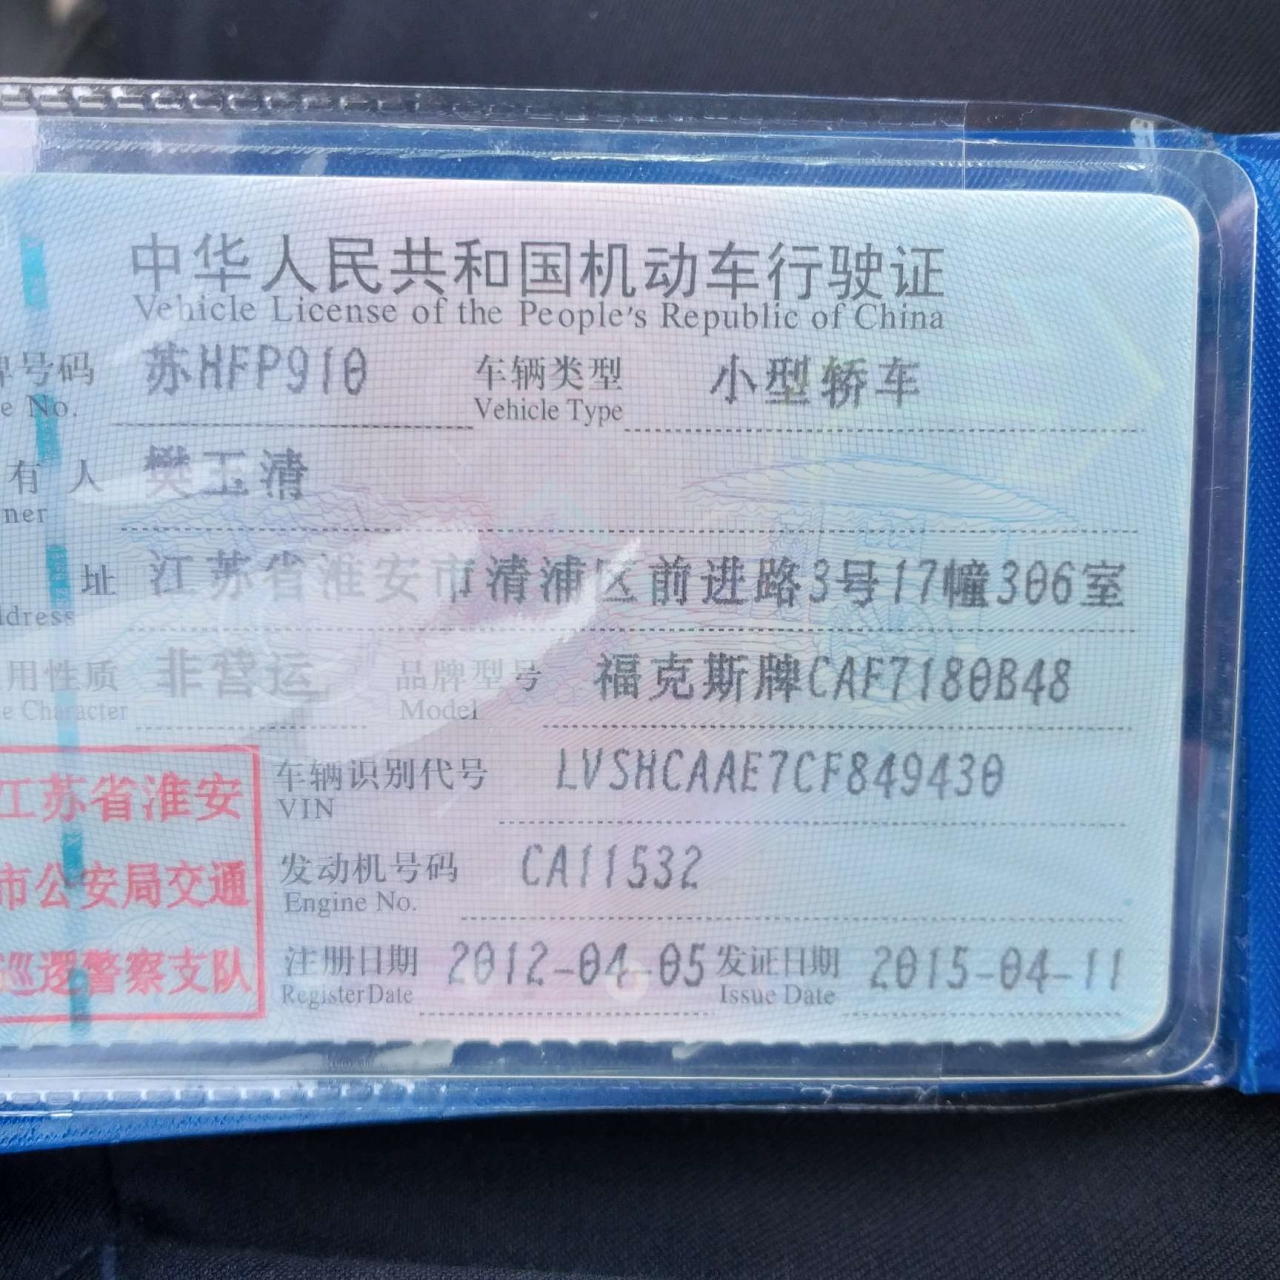 中华人民共和国机动车行驶证
Vehicle License of the People's Republic of China
牌号码 苏HFP910 车辆类型 小型轿车
e No. Vehicle Type
有 人 樊玉清
ner
址 江苏省淮安市清浦区前进路3号17幢306室
ddress
用性质 非营运 品牌型号 福克斯牌CAF7180B48
e Character Model
江苏省淮安
市公安局交通
巡逻警察支队
车辆识别代号 LVSHCAAE7CF849430
VIN
发动机号码 CA11532
Engine No.
注册日期 2012-04-05 发证日期 2015-04-11
Register Date Issue Date